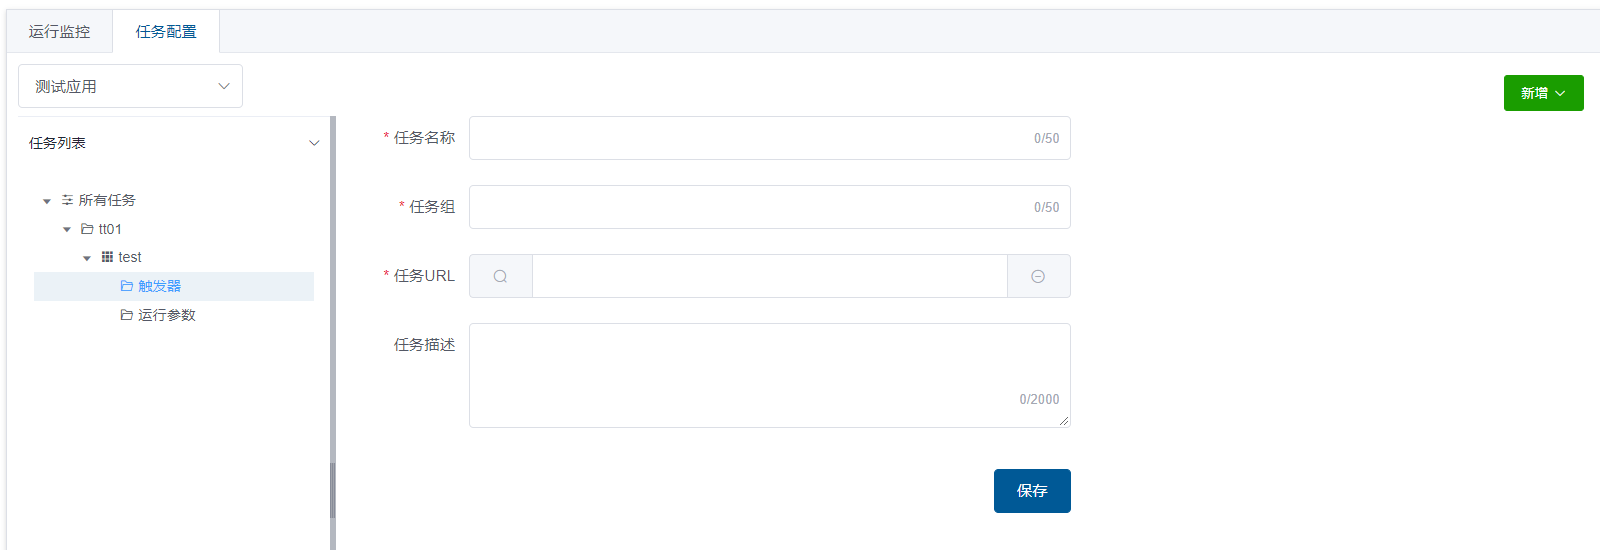 运行监控 任务配置
测试应用
新增
任务列表
所有任务
tt01
test
触发器
运行参数
* 任务名称
0/50
* 任务组
0/50
* 任务URL
任务描述
0/2000
保存